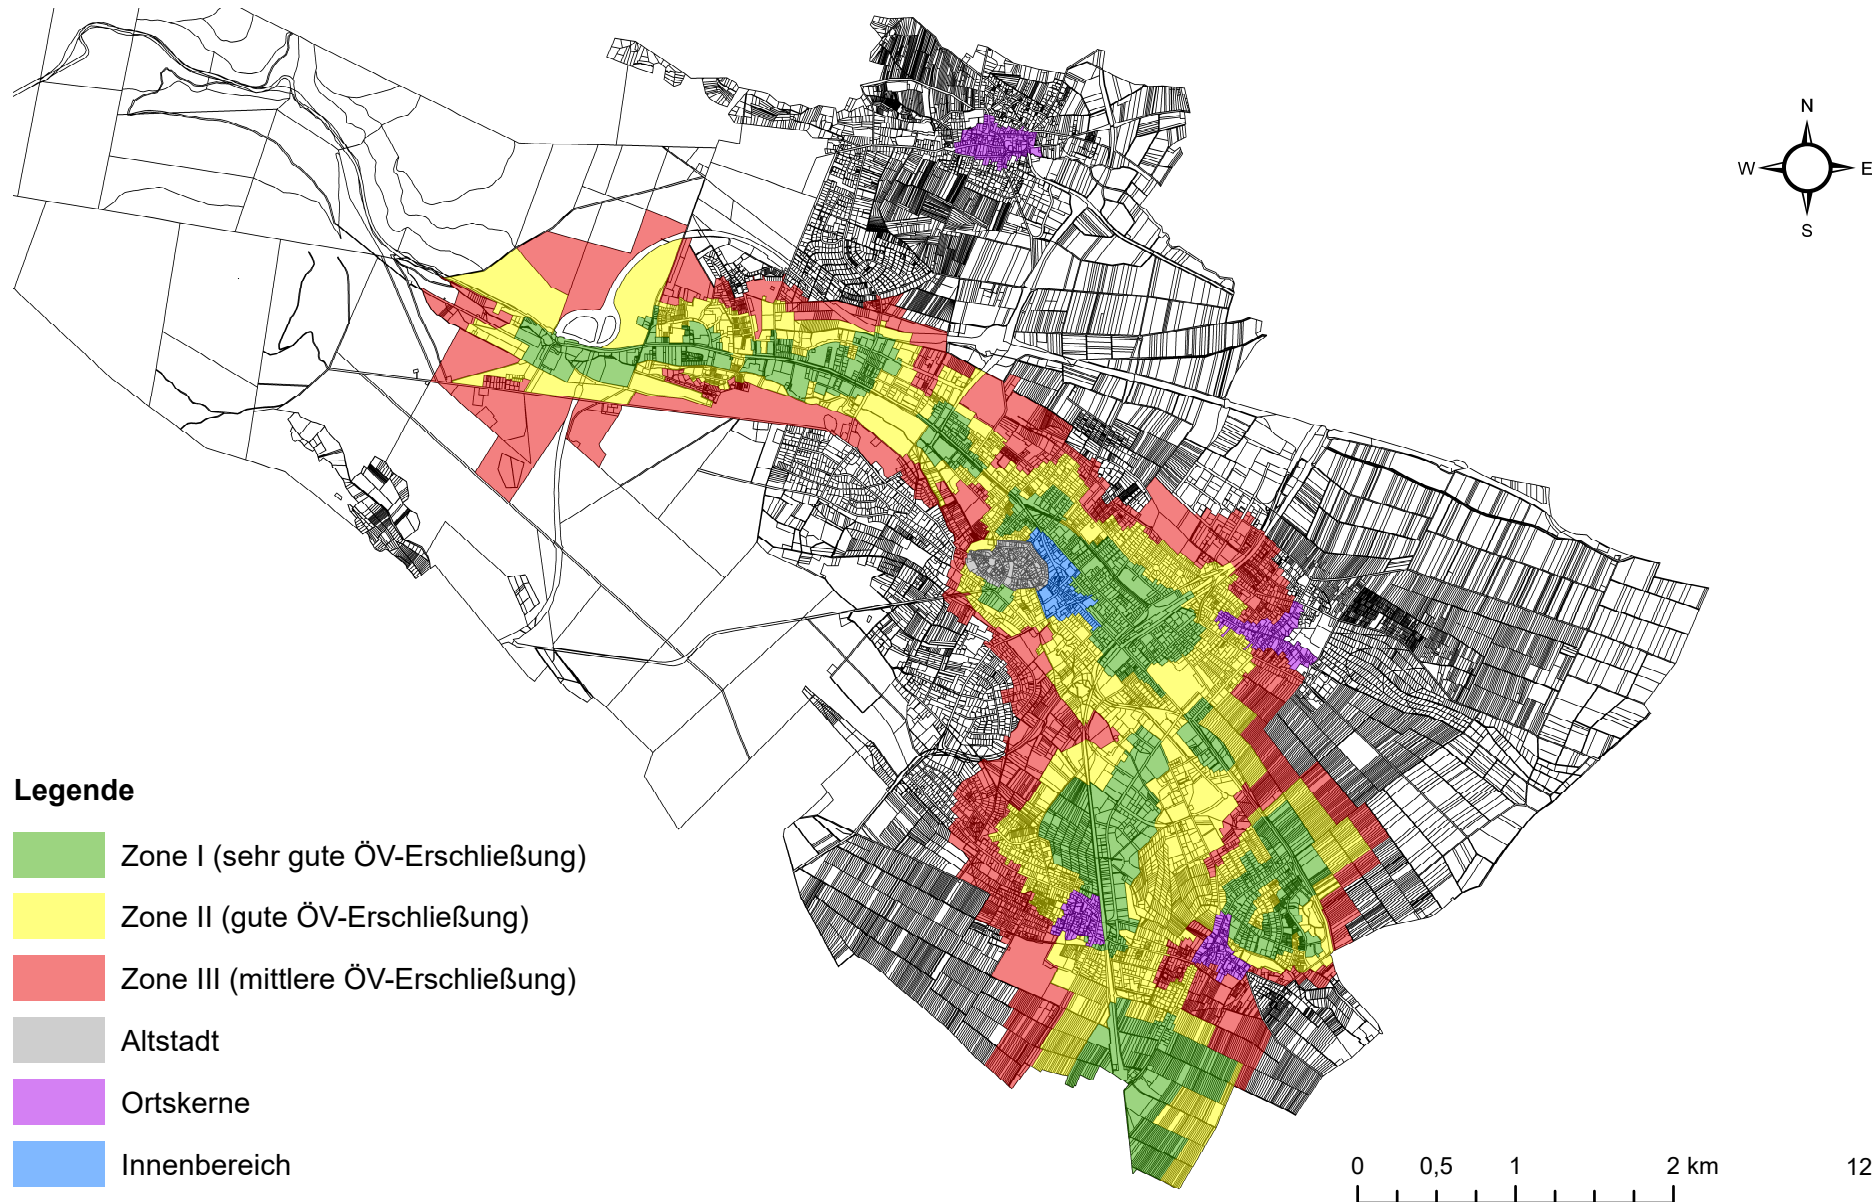 N
W E
S
Legende
Zone I (sehr gute ÖV-Erschließung)
Zone II (gute ÖV-Erschließung)
Zone III (mittlere ÖV-Erschließung)
Altstadt
Ortskerne
Innenbereich
0 0,5 1 2 km
12